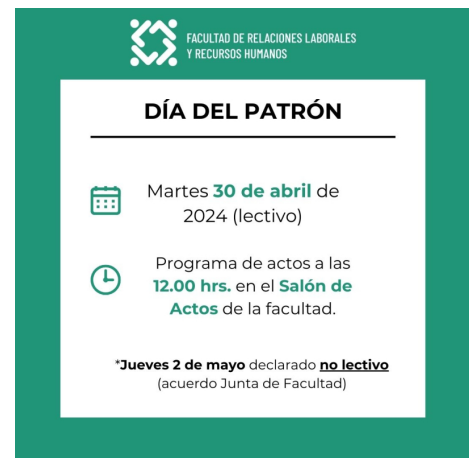 FACULTAD DE RELACIONES LABORALES
Y RECURSOS HUMANOS
DÍA DEL PATRÓN
Martes 30 de abril de
2024 (lectivo)
Programa de actos a las
12.00 hrs. en el Salón de
Actos de la facultad.
*Jueves 2 de mayo declarado no lectivo
(acuerdo Junta de Facultad)